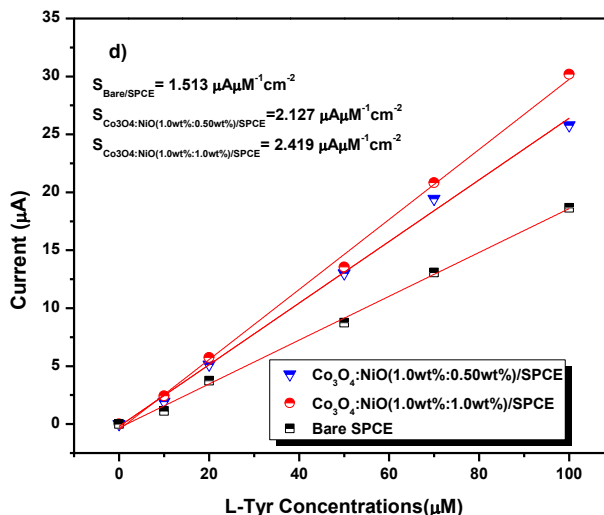 d)
S_Bare/SPCE= 1.513 μAμM⁻¹cm⁻²
S_Co3O4:NiO(1.0wt%:0.50wt%)/SPCE=2.127 μAμM⁻¹cm⁻²
S_Co3O4:NiO(1.0wt%:1.0wt%)/SPCE= 2.419 μAμM⁻¹cm⁻²
35
30
25
20
15
10
5
0
Current (μA)
Co₃O₄:NiO(1.0wt%:0.50wt%)/SPCE
Co₃O₄:NiO(1.0wt%:1.0wt%)/SPCE
Bare SPCE
0 20 40 60 80 100
L-Tyr Concentrations(μM)